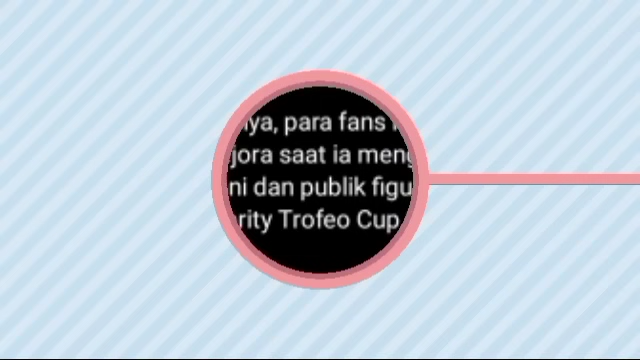 ya, para fans
jora saat ia meng
ni dan publik figu
rity Trofeo Cup